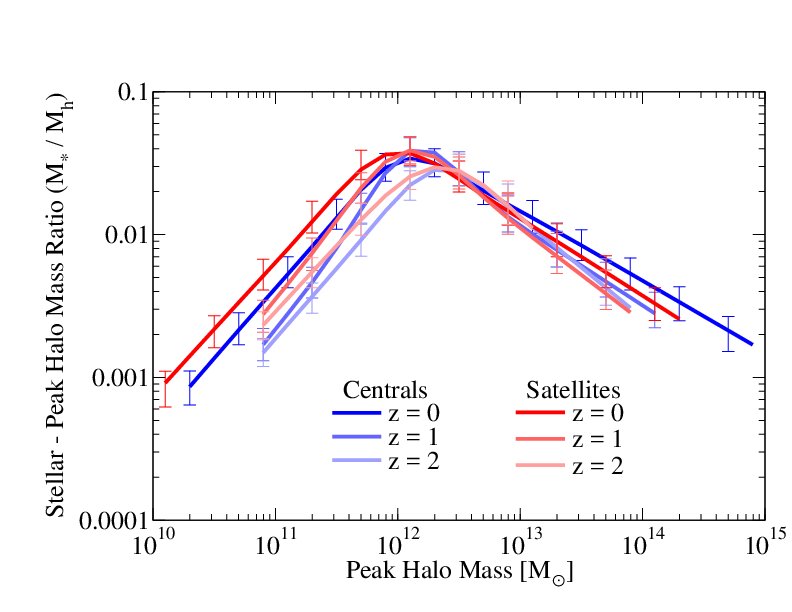 Stellar - Peak Halo Mass Ratio (M* / Mh)
0.1
0.01
0.001
0.0001
Centrals
z = 0
z = 1
z = 2
Satellites
z = 0
z = 1
z = 2
10^10 10^11 10^12 10^13 10^14 10^15
Peak Halo Mass [M⊙]